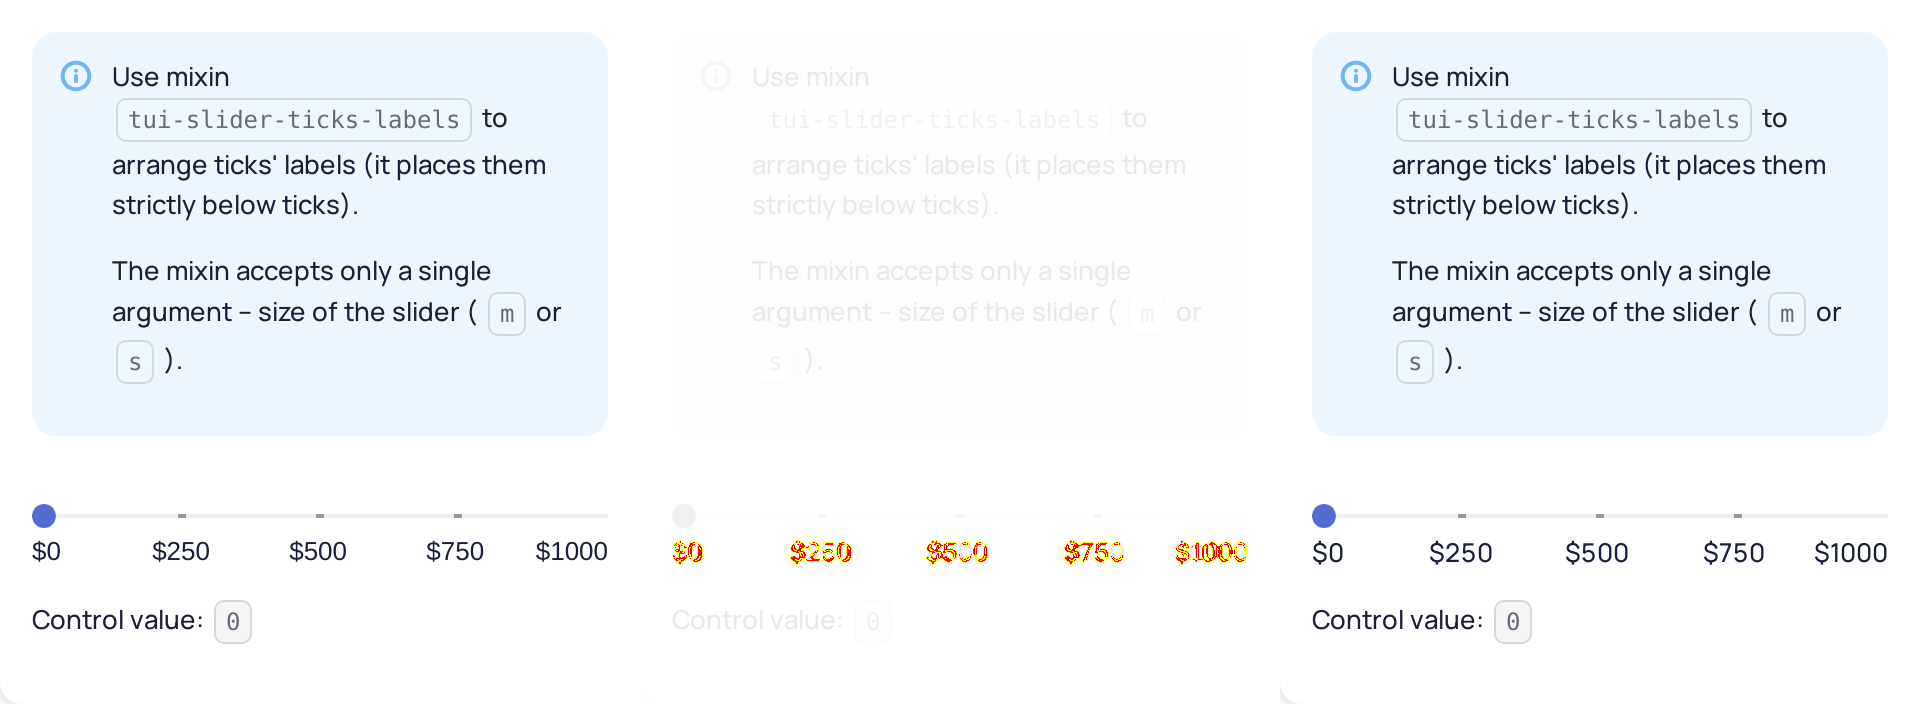 Use mixin
tui-slider-ticks-labels to
arrange ticks' labels (it places them
strictly below ticks).
The mixin accepts only a single
argument – size of the slider ( m or
s ).
$0 $250 $500 $750 $1000
Control value: 0
Use mixin
tui-slider-ticks-labels to
arrange ticks' labels (it places them
strictly below ticks).
The mixin accepts only a single
argument – size of the slider ( m or
s ).
$0 $250 $500 $750 $1000
Control value: 0
Use mixin
tui-slider-ticks-labels to
arrange ticks' labels (it places them
strictly below ticks).
The mixin accepts only a single
argument – size of the slider ( m or
s ).
$0 $250 $500 $750 $1000
Control value: 0